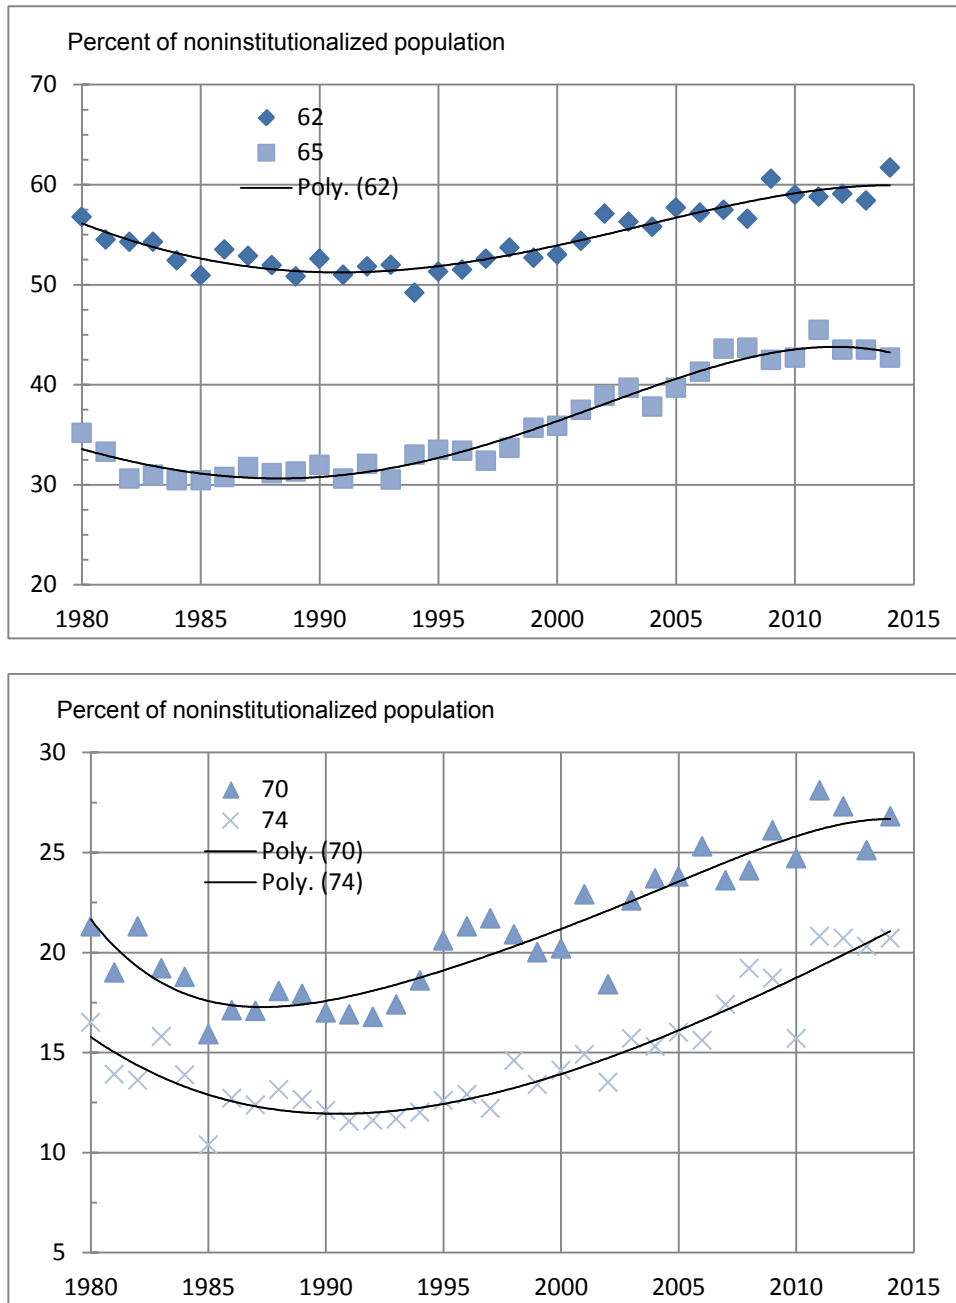 Percent of noninstitutionalized population
70
62
65
Poly. (62)
60
50
40
30
20
1980 1985 1990 1995 2000 2005 2010 2015
Percent of noninstitutionalized population
30
70
74
Poly. (70)
Poly. (74)
25
20
15
10
5
1980 1985 1990 1995 2000 2005 2010 2015